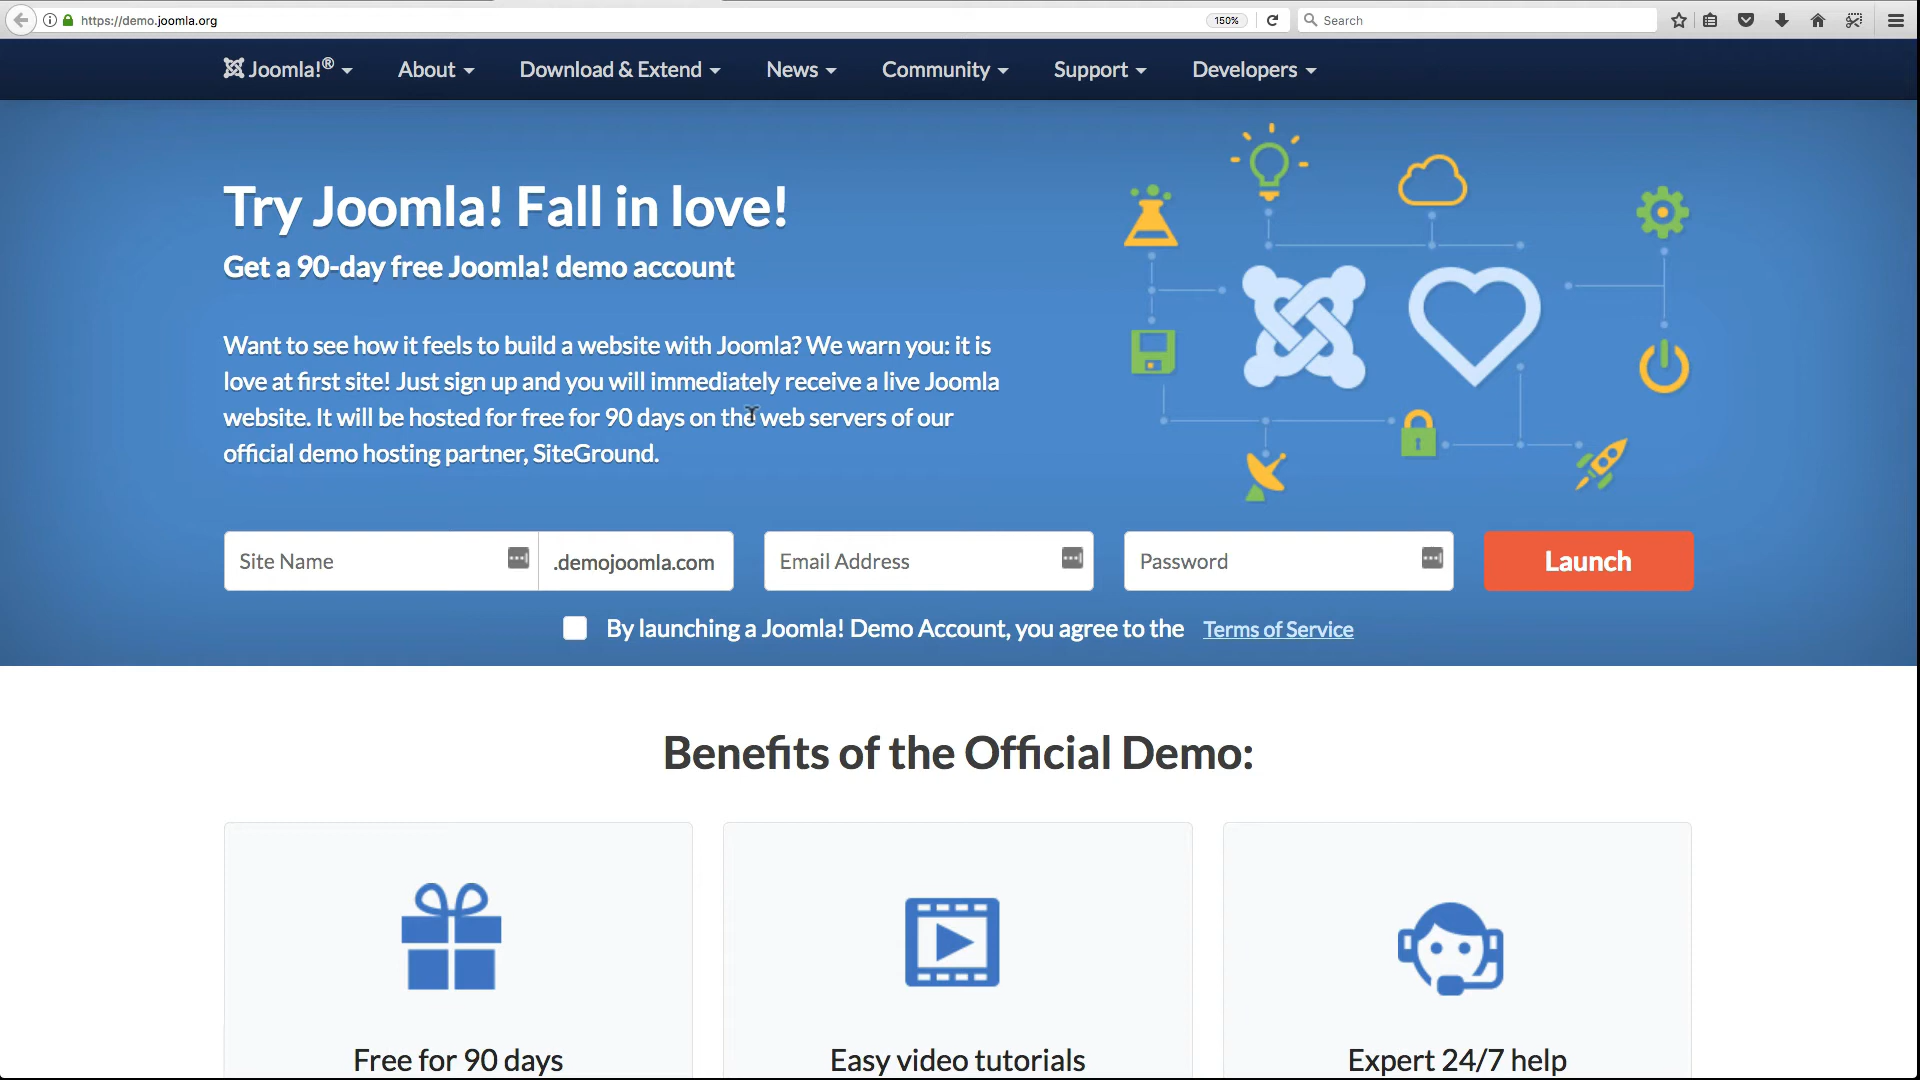 https://demo.joomla.org
150%
Search
Joomla!®
About
Download & Extend
News
Community
Support
Developers
Try Joomla! Fall in love!
Get a 90-day free Joomla! demo account
Want to see how it feels to build a website with Joomla? We warn you: it is
love at first site! Just sign up and you will immediately receive a live Joomla
website. It will be hosted for free for 90 days on the web servers of our
official demo hosting partner, SiteGround.
Site Name
.demojoomla.com
Email Address
Password
Launch
By launching a Joomla! Demo Account, you agree to the Terms of Service
Benefits of the Official Demo:
Free for 90 days
Easy video tutorials
Expert 24/7 help